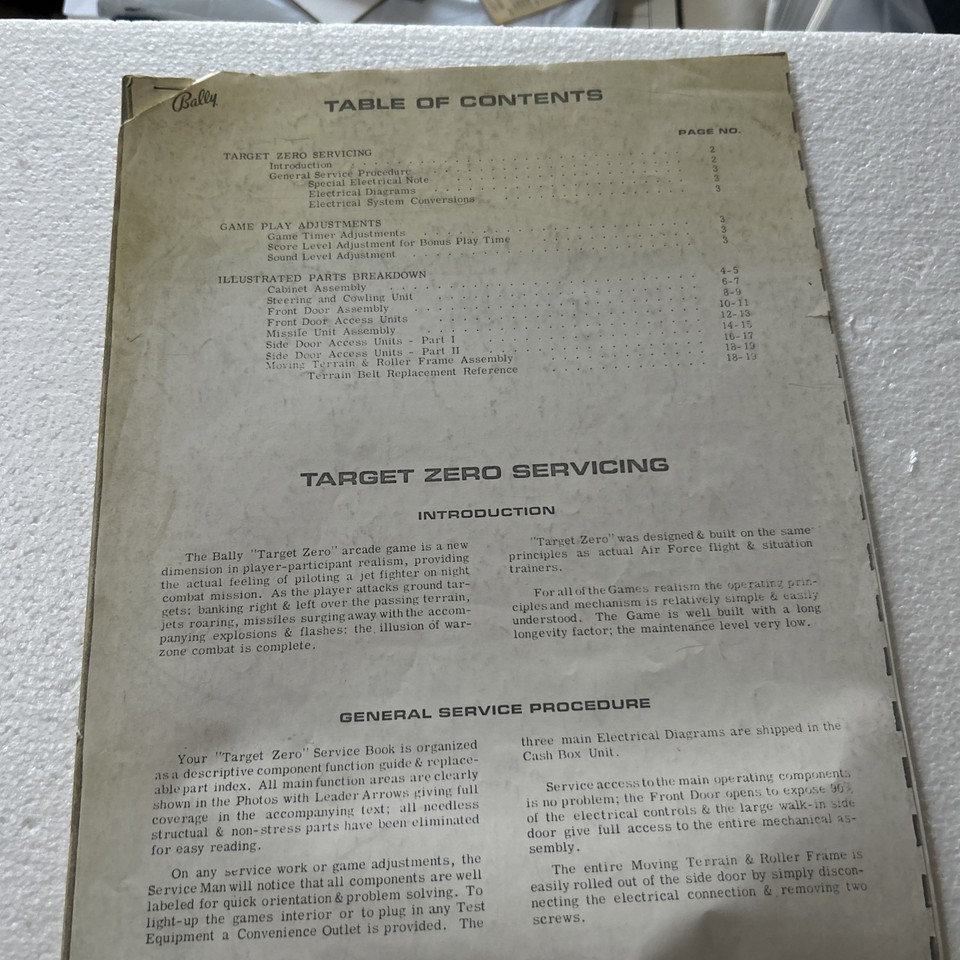 Bally
TABLE OF CONTENTS
PAGE NO.
TARGET ZERO SERVICING 2
Introduction 2
General Service Procedure 3
Special Electrical Note 3
Electrical Diagrams 3
Electrical System Conversions
GAME PLAY ADJUSTMENTS 3
Game Timer Adjustments 3
Score Level Adjustment for Bonus Play Time 3
Sound Level Adjustment
ILLUSTRATED PARTS BREAKDOWN
Cabinet Assembly 4-5
Steering and Cowling Unit 6-7
Front Door Assembly 8-9
Front Door Access Units 10-11
Missile Unit Assembly 12-13
Side Door Access Units - Part I 14-15
Side Door Access Units - Part II 16-17
Moving Terrain & Roller Frame Assembly 18-19
Terrain Belt Replacement Reference 18-19
TARGET ZERO SERVICING
INTRODUCTION
The Bally "Target Zero" arcade game is a new
dimension in player-participant realism, providing
the actual feeling of piloting a jet fighter on night
combat mission. As the player attacks ground tar-
gets; banking right & left over the passing terrain,
jets roaring, missiles surging away with the accom-
panying explosions & flashes; the illusion of war-
zone combat is complete.
"Target Zero" was designed & built on the same
principles as actual Air Force flight & situation
trainers.
For all of the Games realism the operating prin-
ciples and mechanism is relatively simple & easily
understood. The Game is well built with a long
longevity factor; the maintenance level very low.
GENERAL SERVICE PROCEDURE
Your "Target Zero" Service Book is organized
as a descriptive component function guide & replace-
able part index. All main function areas are clearly
shown in the Photos with Leader Arrows giving full
coverage in the accompanying text; all needless
structual & non-stress parts have been eliminated
for easy reading.
On any service work or game adjustments, the
Service Man will notice that all components are well
labeled for quick orientation & problem solving. To
light-up the games interior or to plug in any Test
Equipment a Convenience Outlet is provided. The
three main Electrical Diagrams are shipped in the
Cash Box Unit.
Service access to the main operating components
is no problem; the Front Door opens to expose 90%
of the electrical controls & the large walk-in side
door give full access to the entire mechanical as-
sembly.
The entire Moving Terrain & Roller Frame is
easily rolled out of the side door by simply discon-
necting the electrical connection & removing two
screws.